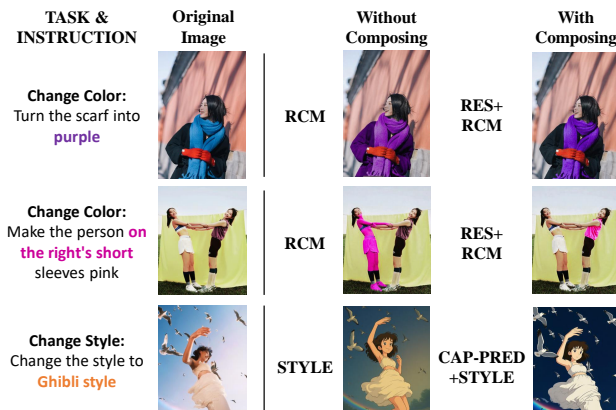 TASK & INSTRUCTION
Original Image
Without Composing
With Composing
Change Color:
Turn the scarf into
purple
RCM
RES+
RCM
Change Color:
Make the person on
the right's short
sleeves pink
RCM
RES+
RCM
Change Style:
Change the style to
Ghibli style
STYLE
CAP-PRED
+STYLE